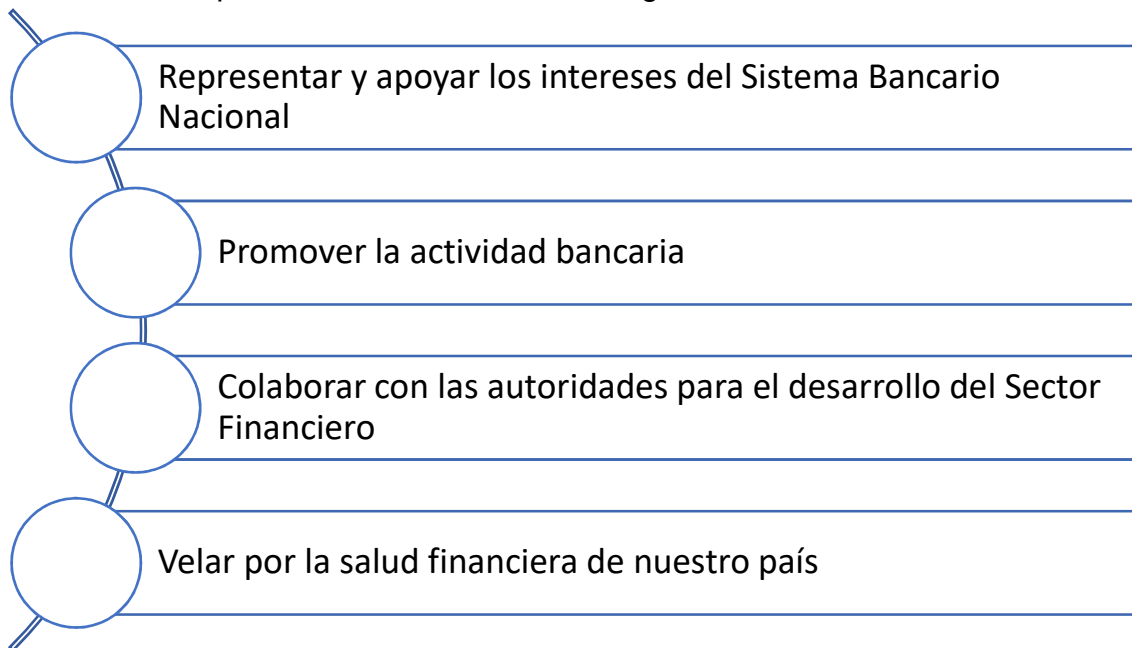 Representar y apoyar los intereses del Sistema Bancario
Nacional
Promover la actividad bancaria
Colaborar con las autoridades para el desarrollo del Sector
Financiero
Velar por la salud financiera de nuestro país